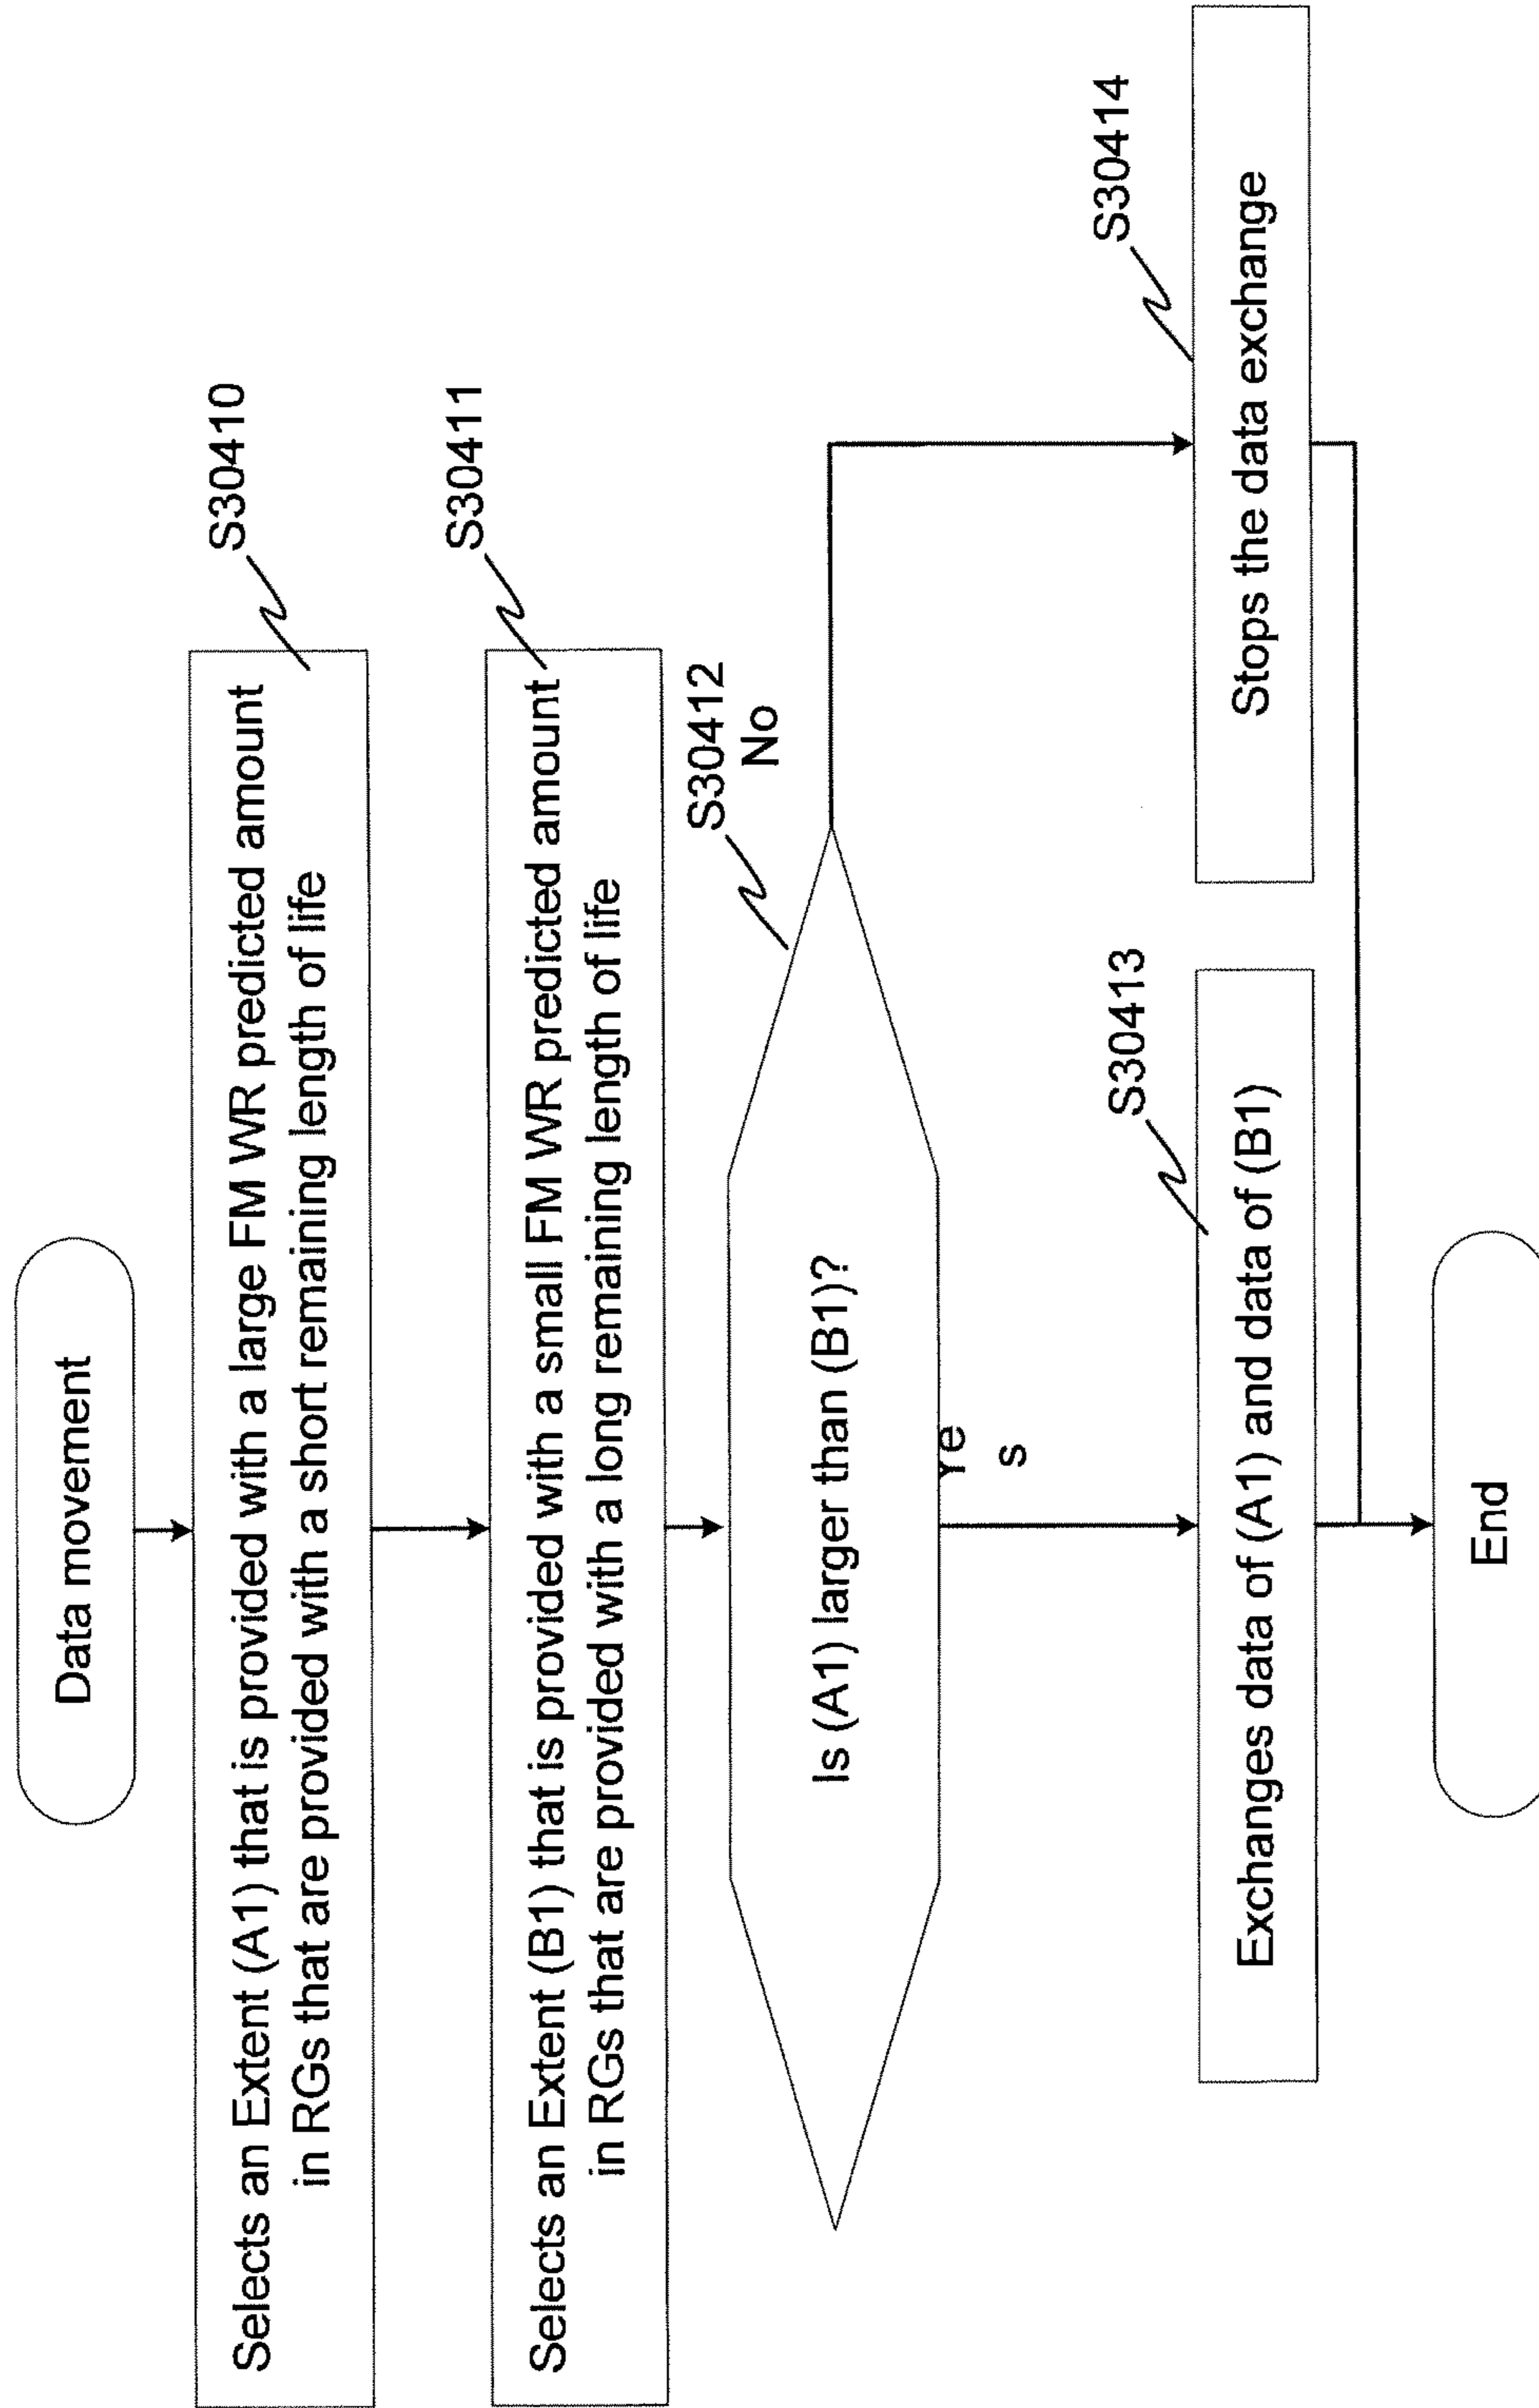 Data movement
S30410
Selects an Extent (A1) that is provided with a large FM WR predicted amount
in RGs that are provided with a short remaining length of life
S30411
Selects an Extent (B1) that is provided with a small FM WR predicted amount
in RGs that are provided with a long remaining length of life
S30412
No
Is (A1) larger than (B1)?
Ye
s
S30413
Exchanges data of (A1) and data of (B1)
S30414
Stops the data exchange
End